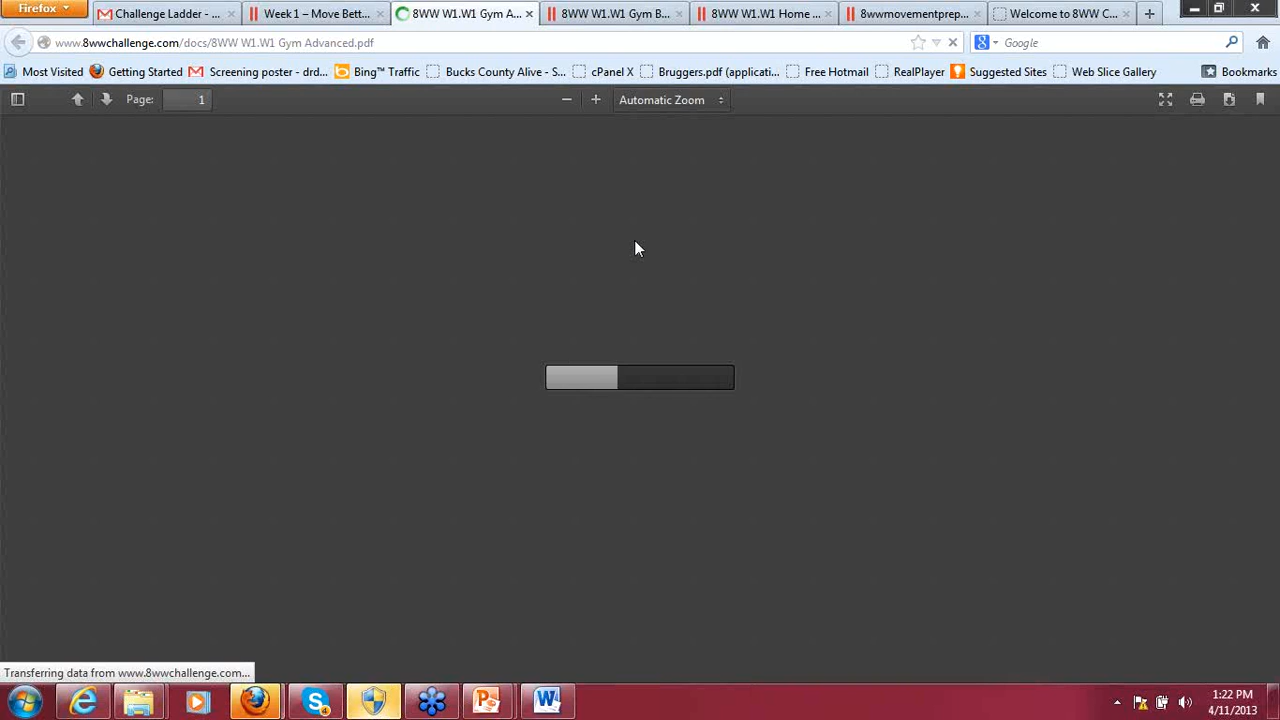 Firefox
Challenge Ladder - ...
Week 1 – Move Bett...
8WW W1.W1 Gym A...
8WW W1.W1 Gym B...
8WW W1.W1 Home ...
8wwmovementprep...
Welcome to 8WW C...
www.8wwchallenge.com/docs/8WW W1.W1 Gym Advanced.pdf
Google
Most Visited
Getting Started
Screening poster - drd...
Bing™ Traffic
Bucks County Alive - S...
cPanel X
Bruggers.pdf (applicati...
Free Hotmail
RealPlayer
Suggested Sites
Web Slice Gallery
Bookmarks
Page: 1
Automatic Zoom
Transferring data from www.8wwchallenge.com...
1:22 PM
4/11/2013